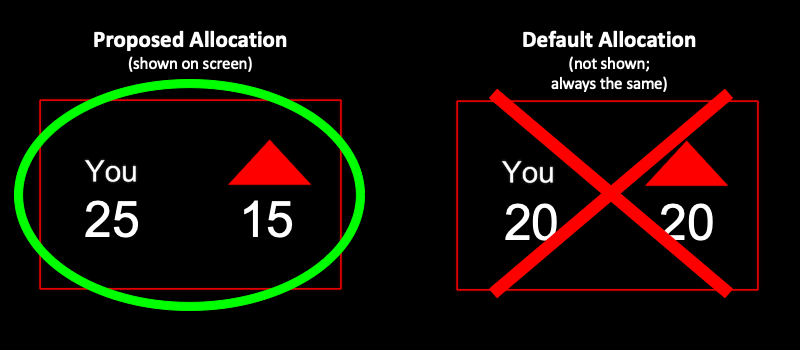 Proposed Allocation
(shown on screen)
You
25 15
Default Allocation
(not shown;
always the same)
You
20 20